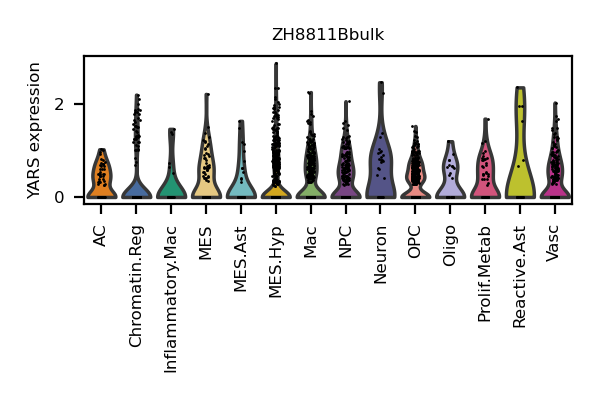 ZH8811Bbulk
YARS expression
2
0
AC
Chromatin.Reg
Inflammatory.Mac
MES
MES.Ast
MES.Hyp
Mac
NPC
Neuron
OPC
Oligo
Prolif.Metab
Reactive.Ast
Vasc